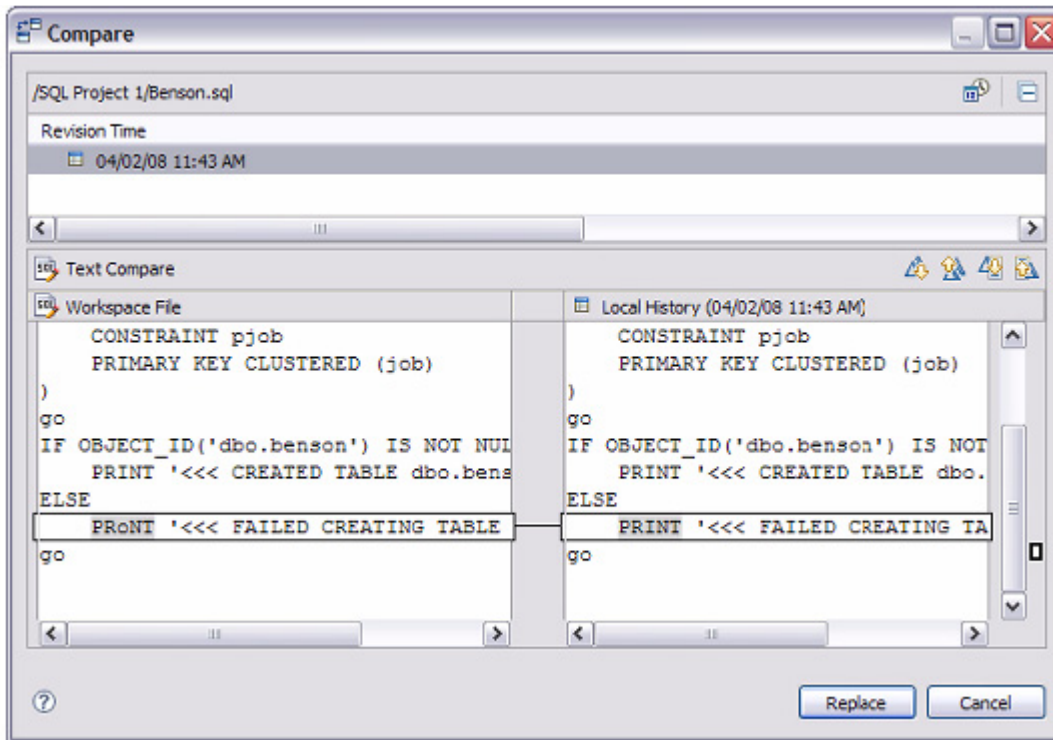 Compare
/SQL Project 1/Benson.sql
Revision Time
04/02/08 11:43 AM
Text Compare
Workspace File
CONSTRAINT pjob
PRIMARY KEY CLUSTERED (job)
)
go
IF OBJECT_ID('dbo.benson') IS NOT NUL
PRINT '<<< CREATED TABLE dbo.bens
ELSE
PRoNT '<<< FAILED CREATING TABLE
go
Local History (04/02/08 11:43 AM)
CONSTRAINT pjob
PRIMARY KEY CLUSTERED (job)
)
go
IF OBJECT_ID('dbo.benson') IS NOT
PRINT '<<< CREATED TABLE dbo.
ELSE
PRINT '<<< FAILED CREATING TA
go
Replace
Cancel